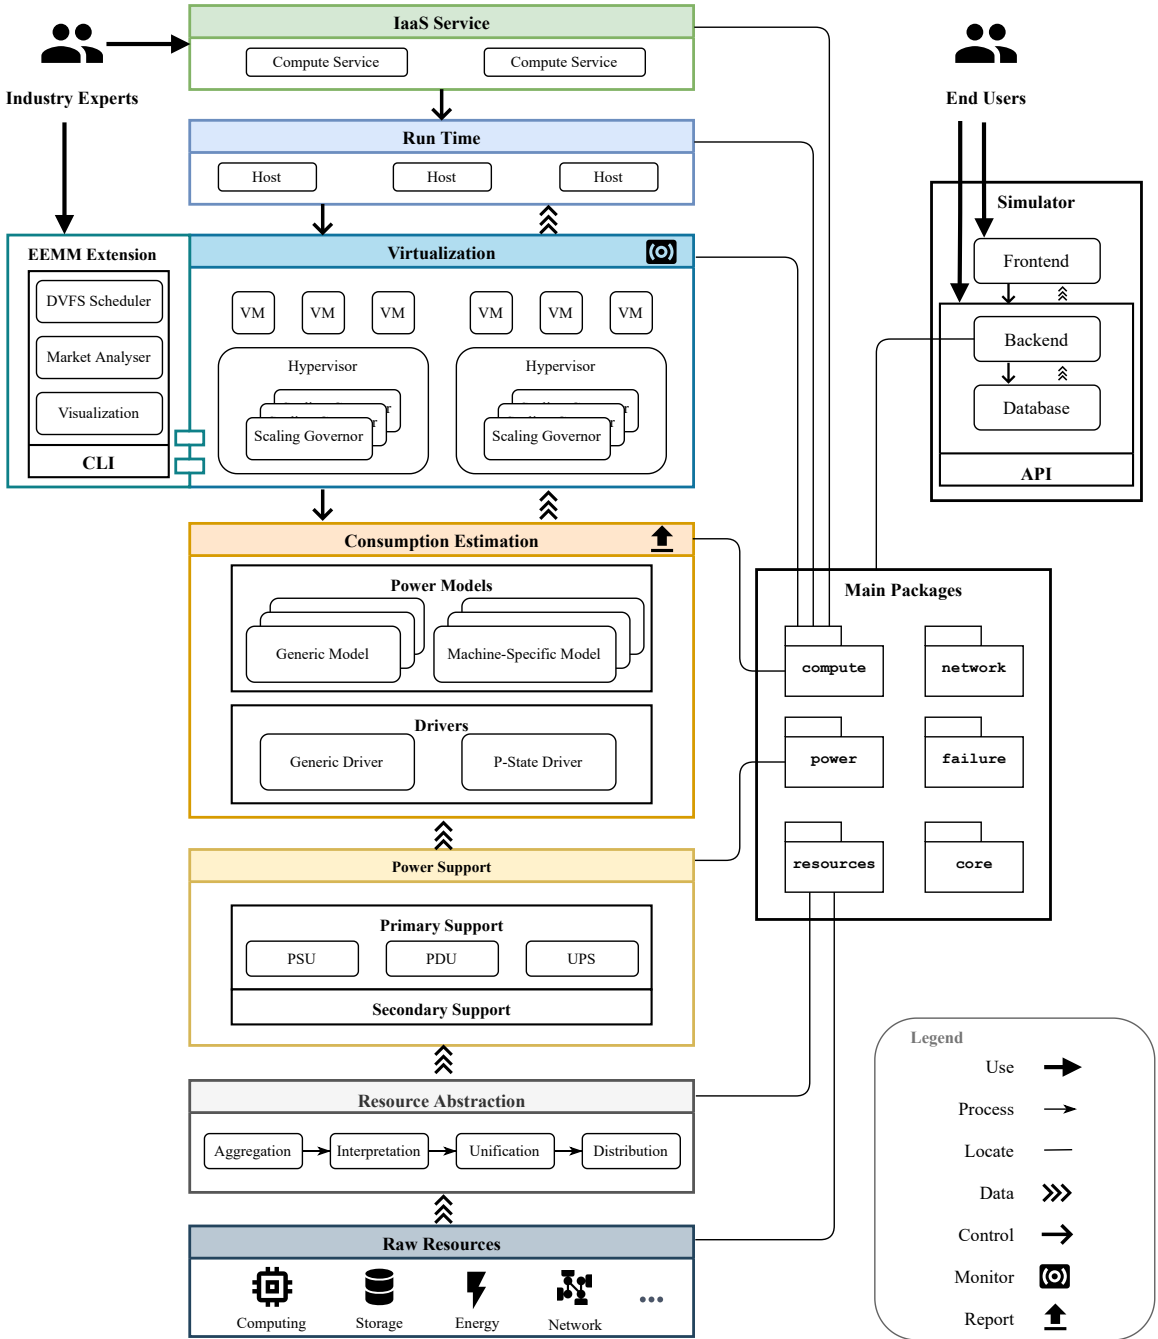 IaaS Service
Compute Service
Compute Service
Industry Experts
End Users
Run Time
Host
Host
Host
Simulator
Frontend
Backend
Database
API
EEMM Extension
DVFS Scheduler
Market Analyser
Visualization
CLI
Virtualization
VM
VM
VM
VM
VM
VM
Hypervisor
Scaling Governor
Hypervisor
Scaling Governor
Consumption Estimation
Power Models
Generic Model
Machine-Specific Model
Drivers
Generic Driver
P-State Driver
Main Packages
compute
network
power
failure
resources
core
Power Support
Primary Support
PSU
PDU
UPS
Secondary Support
Resource Abstraction
Aggregation
Interpretation
Unification
Distribution
Raw Resources
Computing
Storage
Energy
Network
Legend
Use
Process
Locate
Data
Control
Monitor
Report